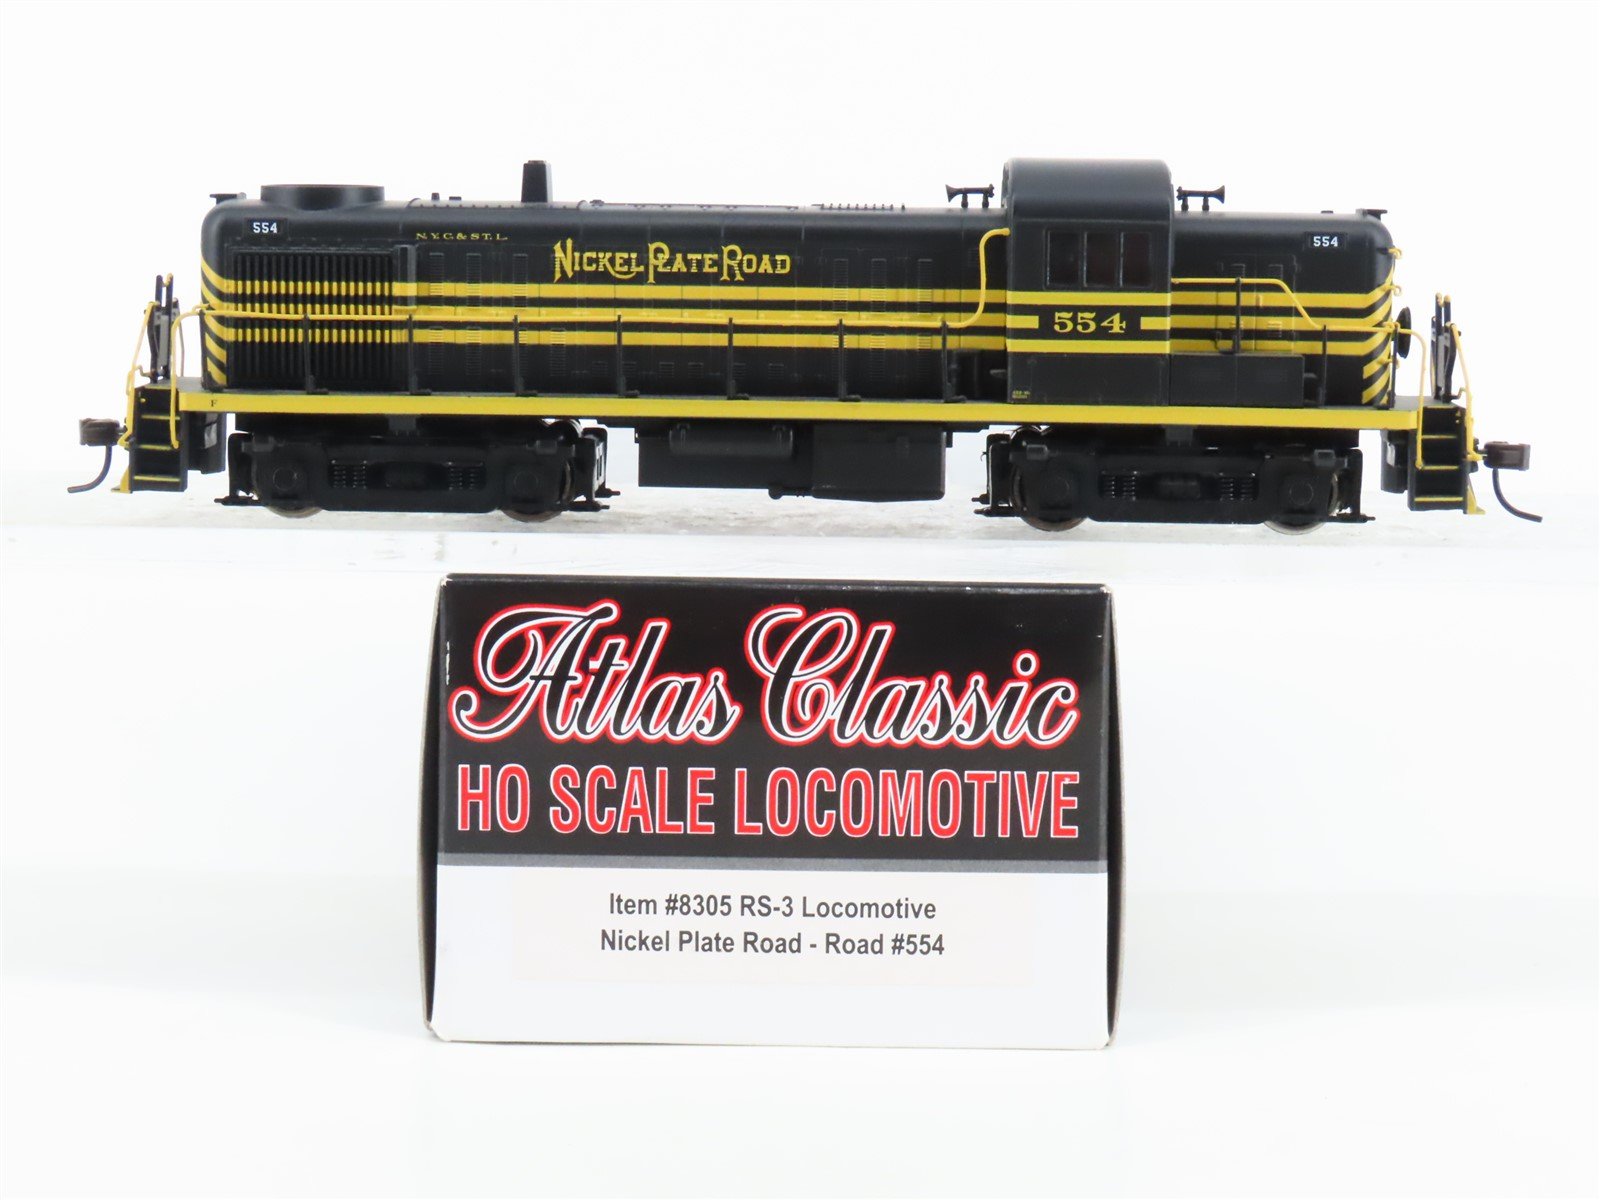 554
N.Y.C.&ST.L.
NICKEL PLATE ROAD
554
554
F
Atlas Classic
HO SCALE LOCOMOTIVE
Item #8305 RS-3 Locomotive
Nickel Plate Road - Road #554